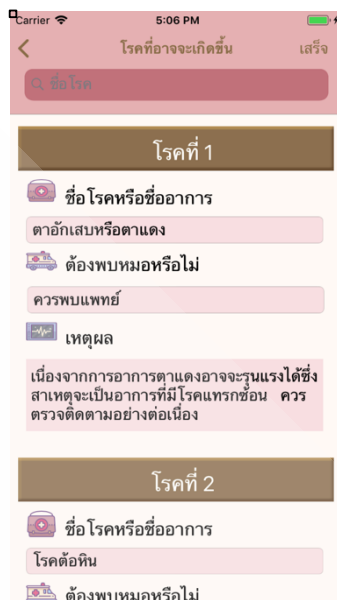 Carrier 5:06 PM
โรคที่อาจจะเกิดขึ้น เสร็จ
ชื่อโรค
โรคที่ 1
ชื่อโรคหรือชื่ออาการ
ตาอักเสบหรือตาแดง
ต้องพบหมอหรือไม่
ควรพบแพทย์
เหตุผล
เนื่องจากการอาการตาแดงอาจจะรุนแรงได้ซึ่ง
สาเหตุจะเป็นอาการที่มีโรคแทรกซ้อน ควร
ตรวจติดตามอย่างต่อเนื่อง
โรคที่ 2
ชื่อโรคหรือชื่ออาการ
โรคต้อหิน
ต้องพบหมอหรือไม่